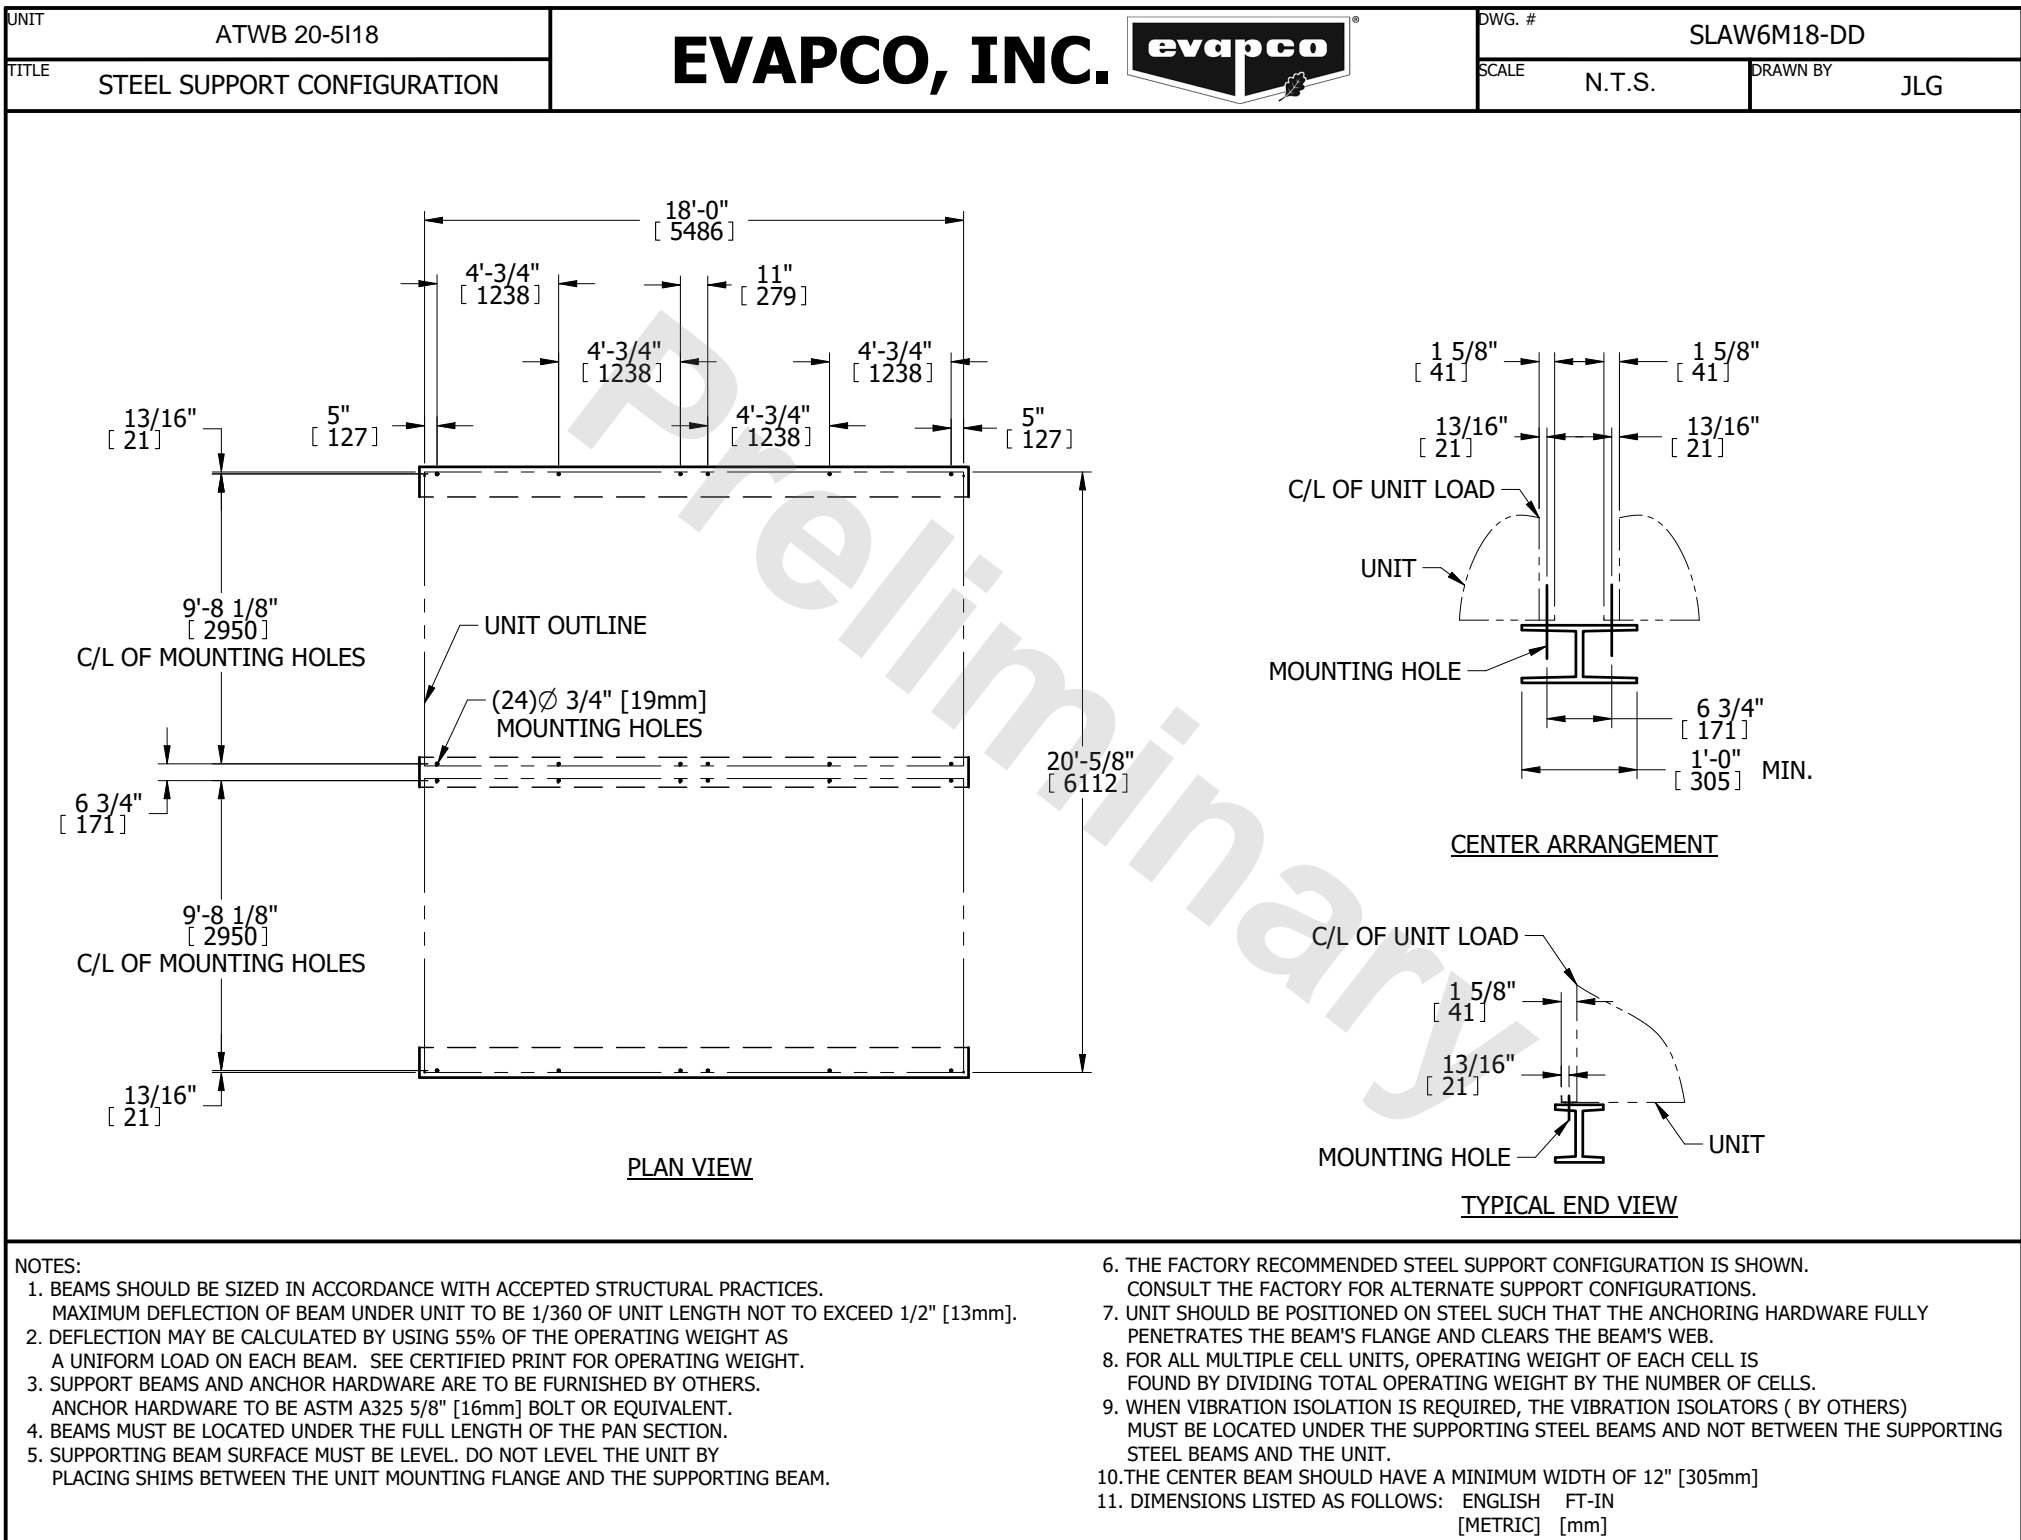 UNIT
ATWB 20-5I18
TITLE
STEEL SUPPORT CONFIGURATION
EVAPCO, INC.
evapco
®
DWG. #
SLAW6M18-DD
SCALE
N.T.S.
DRAWN BY
JLG
18'-0"
[ 5486 ]
4'-3/4"
[ 1238 ]
11"
[ 279 ]
4'-3/4"
[ 1238 ]
4'-3/4"
[ 1238 ]
13/16"
[ 21 ]
5"
[ 127 ]
4'-3/4"
[ 1238 ]
5"
[ 127 ]
9'-8 1/8"
[ 2950 ]
C/L OF MOUNTING HOLES
UNIT OUTLINE
(24)∅ 3/4" [19mm]
MOUNTING HOLES
6 3/4"
[ 171 ]
20'-5/8"
[ 6112 ]
9'-8 1/8"
[ 2950 ]
C/L OF MOUNTING HOLES
13/16"
[ 21 ]
PLAN VIEW
Preliminary
1 5/8"
[ 41 ]
1 5/8"
[ 41 ]
13/16"
[ 21 ]
13/16"
[ 21 ]
C/L OF UNIT LOAD
UNIT
MOUNTING HOLE
6 3/4"
[ 171 ]
1'-0"
[ 305 ] MIN.
CENTER ARRANGEMENT
C/L OF UNIT LOAD
1 5/8"
[ 41 ]
13/16"
[ 21 ]
MOUNTING HOLE
UNIT
TYPICAL END VIEW
NOTES:
1. BEAMS SHOULD BE SIZED IN ACCORDANCE WITH ACCEPTED STRUCTURAL PRACTICES.
MAXIMUM DEFLECTION OF BEAM UNDER UNIT TO BE 1/360 OF UNIT LENGTH NOT TO EXCEED 1/2" [13mm].
2. DEFLECTION MAY BE CALCULATED BY USING 55% OF THE OPERATING WEIGHT AS
A UNIFORM LOAD ON EACH BEAM. SEE CERTIFIED PRINT FOR OPERATING WEIGHT.
3. SUPPORT BEAMS AND ANCHOR HARDWARE ARE TO BE FURNISHED BY OTHERS.
ANCHOR HARDWARE TO BE ASTM A325 5/8" [16mm] BOLT OR EQUIVALENT.
4. BEAMS MUST BE LOCATED UNDER THE FULL LENGTH OF THE PAN SECTION.
5. SUPPORTING BEAM SURFACE MUST BE LEVEL. DO NOT LEVEL THE UNIT BY
PLACING SHIMS BETWEEN THE UNIT MOUNTING FLANGE AND THE SUPPORTING BEAM.
6. THE FACTORY RECOMMENDED STEEL SUPPORT CONFIGURATION IS SHOWN.
CONSULT THE FACTORY FOR ALTERNATE SUPPORT CONFIGURATIONS.
7. UNIT SHOULD BE POSITIONED ON STEEL SUCH THAT THE ANCHORING HARDWARE FULLY
PENETRATES THE BEAM'S FLANGE AND CLEARS THE BEAM'S WEB.
8. FOR ALL MULTIPLE CELL UNITS, OPERATING WEIGHT OF EACH CELL IS
FOUND BY DIVIDING TOTAL OPERATING WEIGHT BY THE NUMBER OF CELLS.
9. WHEN VIBRATION ISOLATION IS REQUIRED, THE VIBRATION ISOLATORS ( BY OTHERS)
MUST BE LOCATED UNDER THE SUPPORTING STEEL BEAMS AND NOT BETWEEN THE SUPPORTING
STEEL BEAMS AND THE UNIT.
10.THE CENTER BEAM SHOULD HAVE A MINIMUM WIDTH OF 12" [305mm]
11. DIMENSIONS LISTED AS FOLLOWS: ENGLISH FT-IN
[METRIC] [mm]